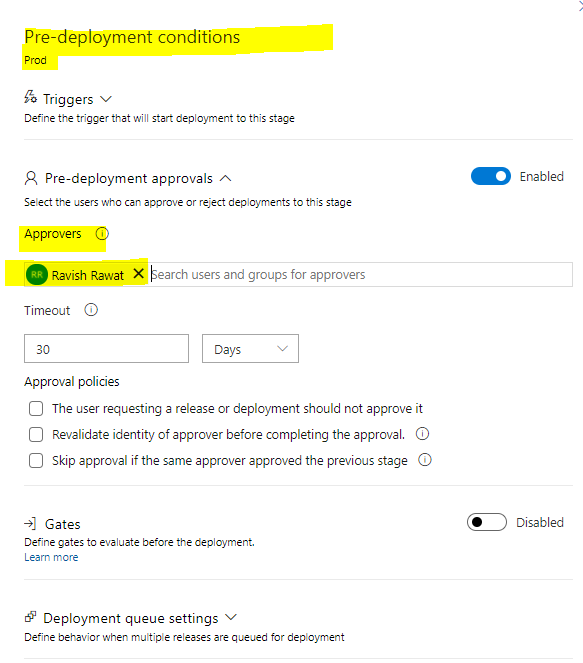 Pre-deployment conditions
Prod
Triggers
Define the trigger that will start deployment to this stage
Pre-deployment approvals
Enabled
Select the users who can approve or reject deployments to this stage
Approvers
RR Ravish Rawat Search users and groups for approvers
Timeout
30 Days
Approval policies
The user requesting a release or deployment should not approve it
Revalidate identity of approver before completing the approval.
Skip approval if the same approver approved the previous stage
Gates
Disabled
Define gates to evaluate before the deployment.
Learn more
Deployment queue settings
Define behavior when multiple releases are queued for deployment